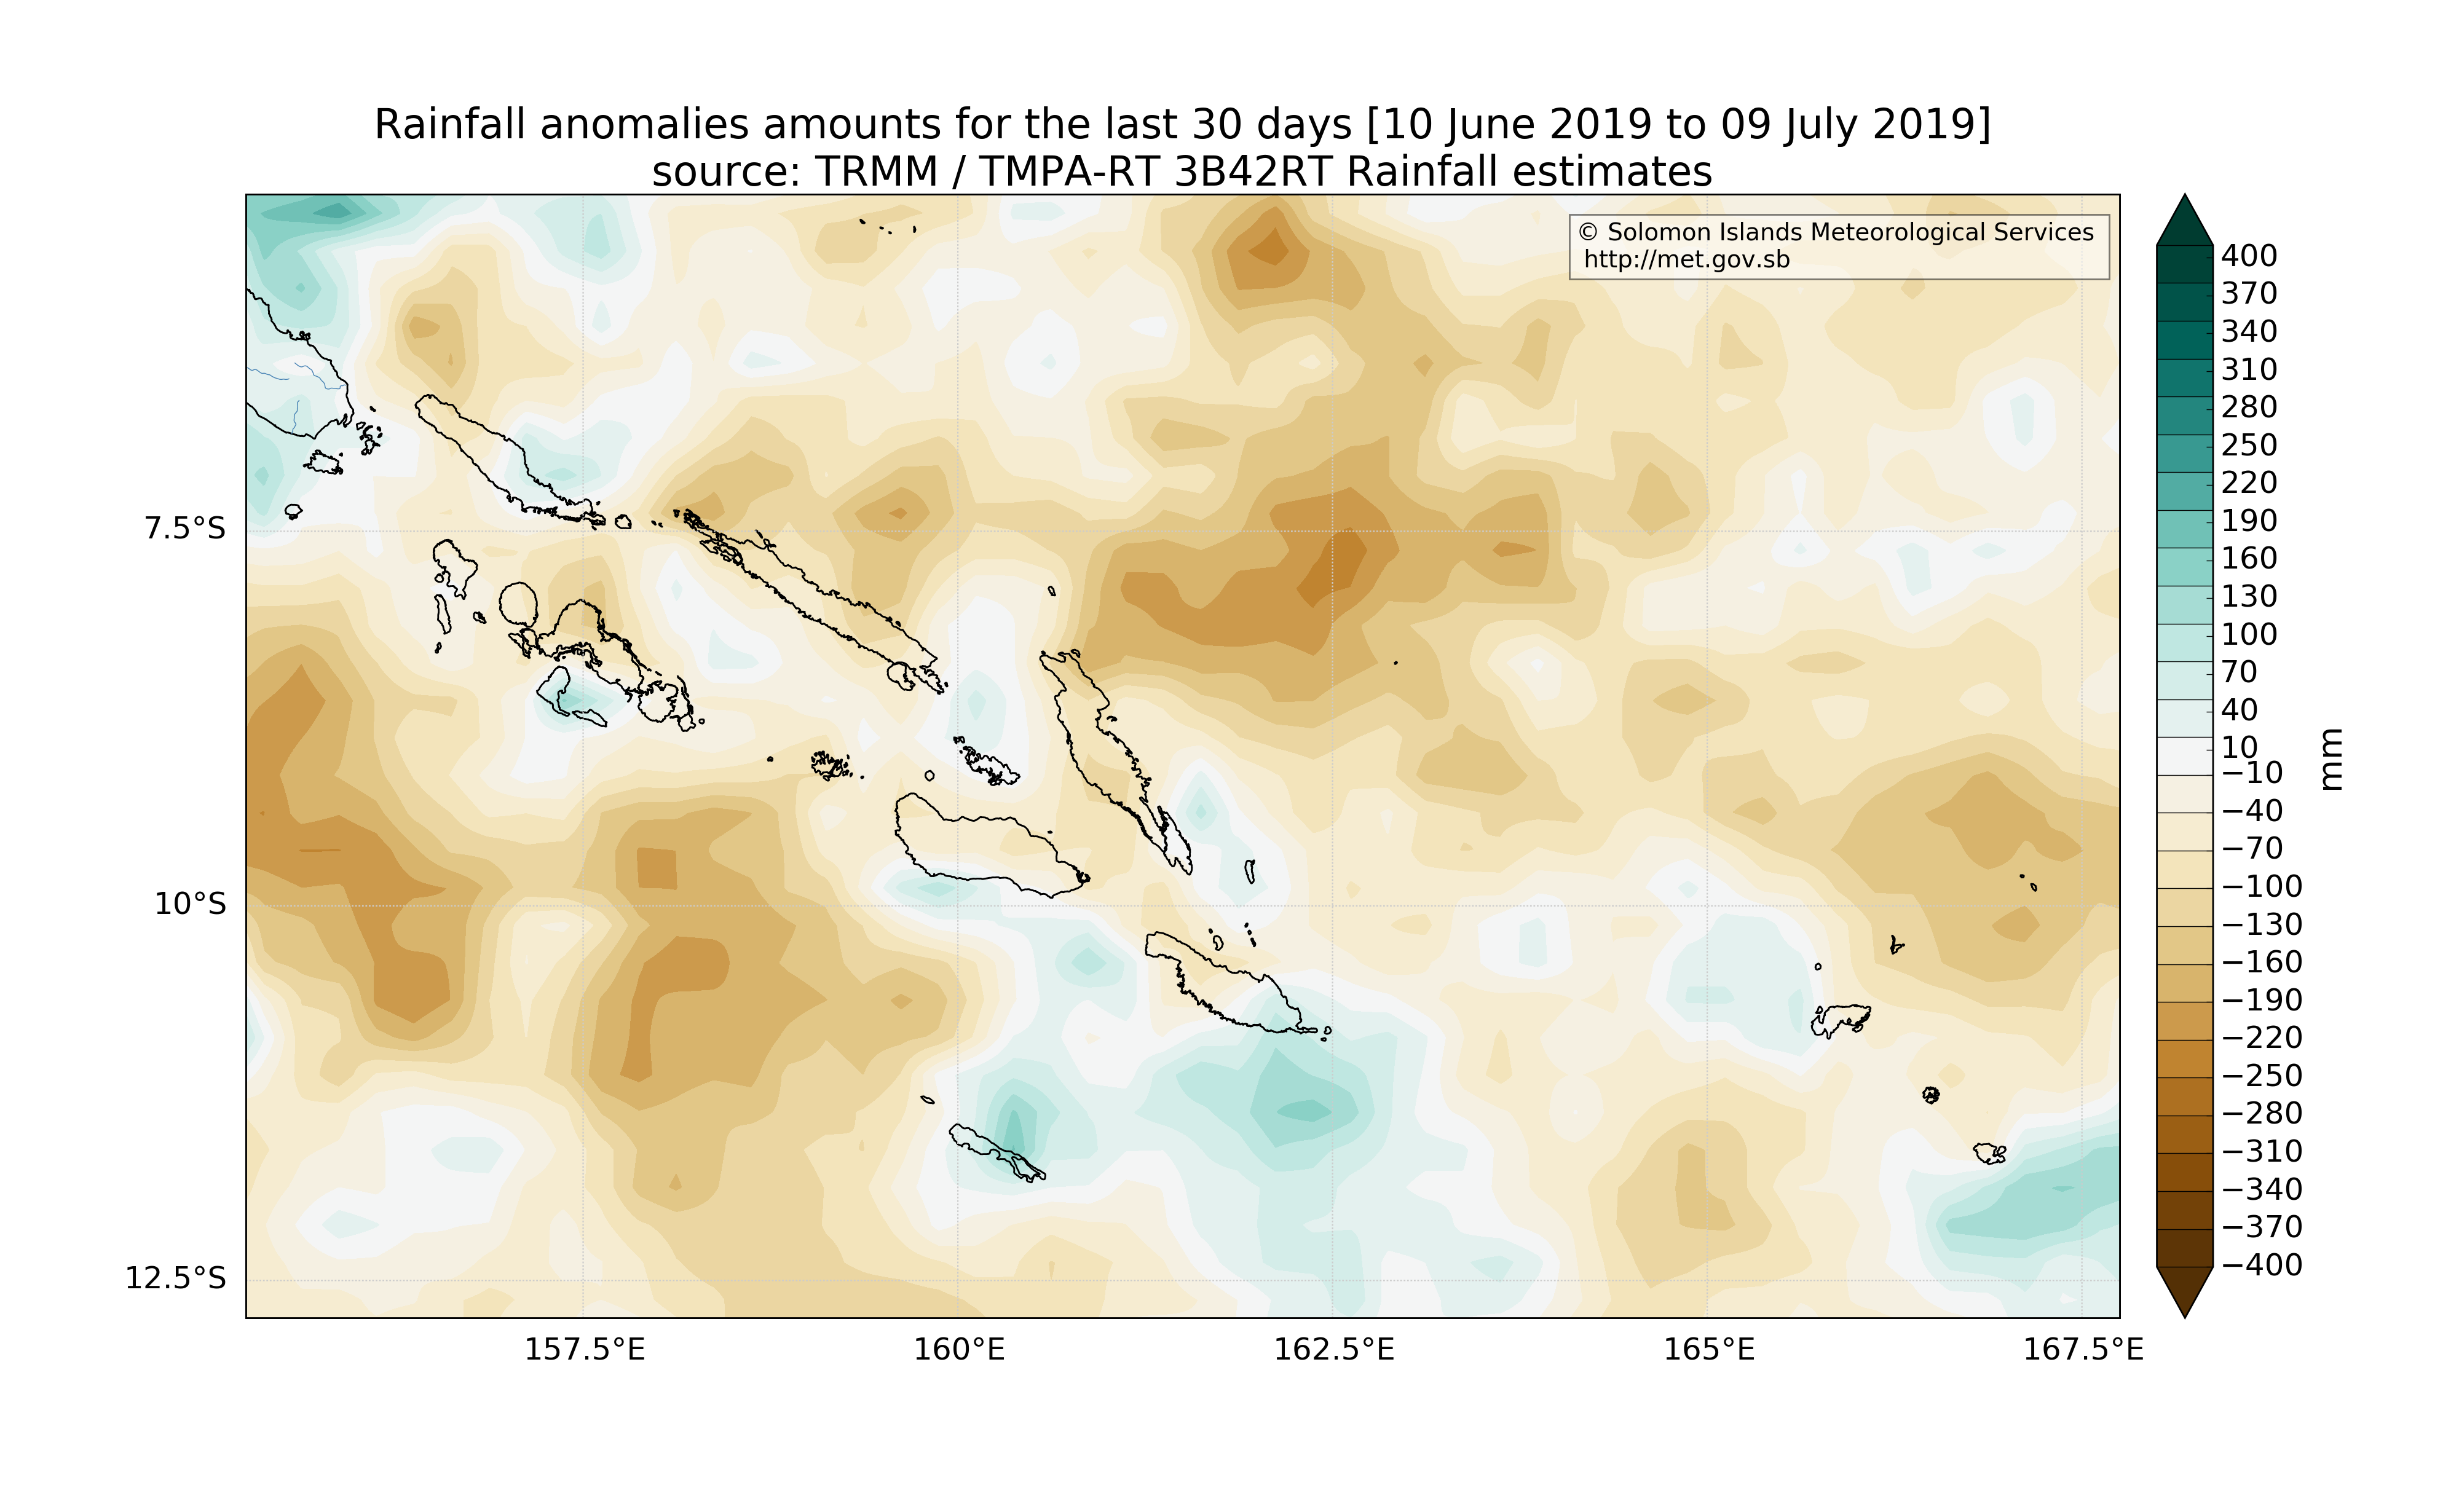 Rainfall anomalies amounts for the last 30 days [10 June 2019 to 09 July 2019]
source: TRMM / TMPA-RT 3B42RT Rainfall estimates
© Solomon Islands Meteorological Services
http://met.gov.sb
7.5°S
10°S
12.5°S
157.5°E
160°E
162.5°E
165°E
167.5°E
400
370
340
310
280
250
220
190
160
130
100
70
40
10
−10
−40
−70
−100
−130
−160
−190
−220
−250
−280
−310
−340
−370
−400
mm